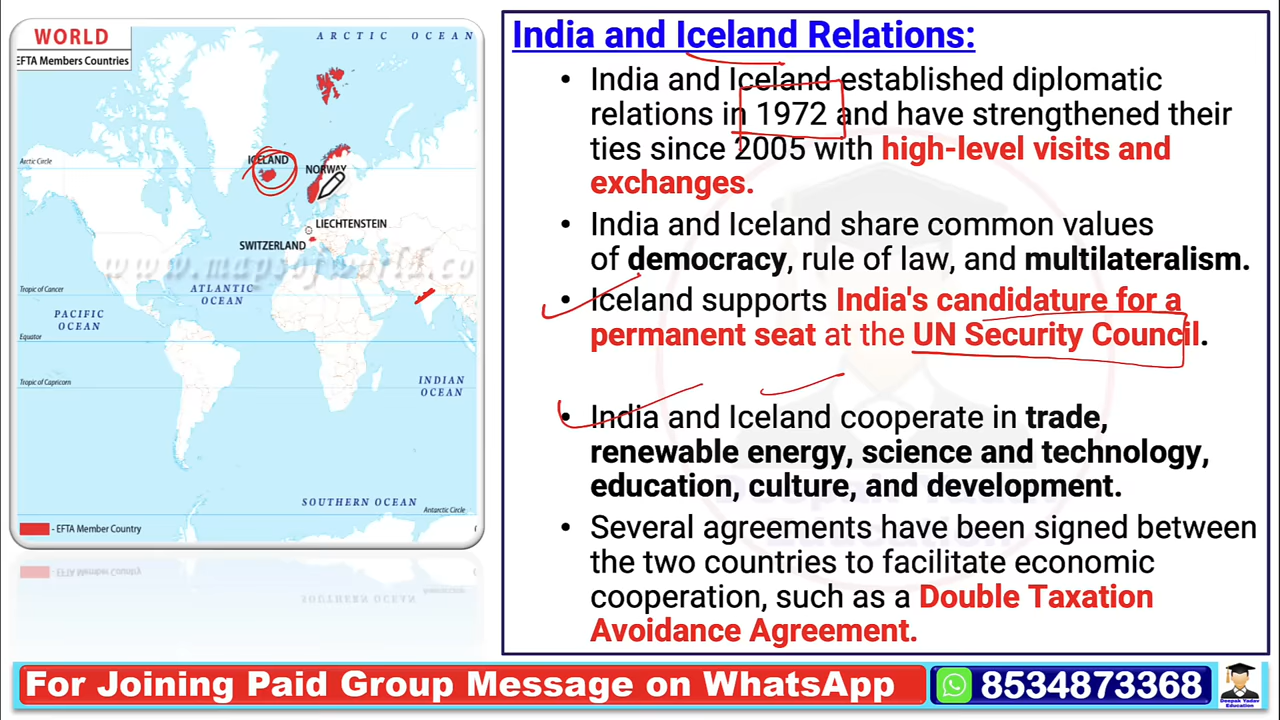 WORLD
EFTA Members Countries
ARCTIC OCEAN
Arctic Circle
ICELAND
NORWAY
LIECHTENSTEIN
SWITZERLAND
www.mapsofworld.co
Tropic of Cancer
ATLANTIC
OCEAN
PACIFIC
OCEAN
Equator
Tropic of Capricorn
INDIAN
OCEAN
SOUTHERN OCEAN
Antarctic Circle
- EFTA Member Country
India and Iceland Relations:
• India and Iceland established diplomatic
relations in 1972 and have strengthened their
ties since 2005 with high-level visits and
exchanges.
• India and Iceland share common values
of democracy, rule of law, and multilateralism.
• Iceland supports India's candidature for a
permanent seat at the UN Security Council.
• India and Iceland cooperate in trade,
renewable energy, science and technology,
education, culture, and development.
• Several agreements have been signed between
the two countries to facilitate economic
cooperation, such as a Double Taxation
Avoidance Agreement.
For Joining Paid Group Message on WhatsApp
8534873368
Deepak Yadav
Education